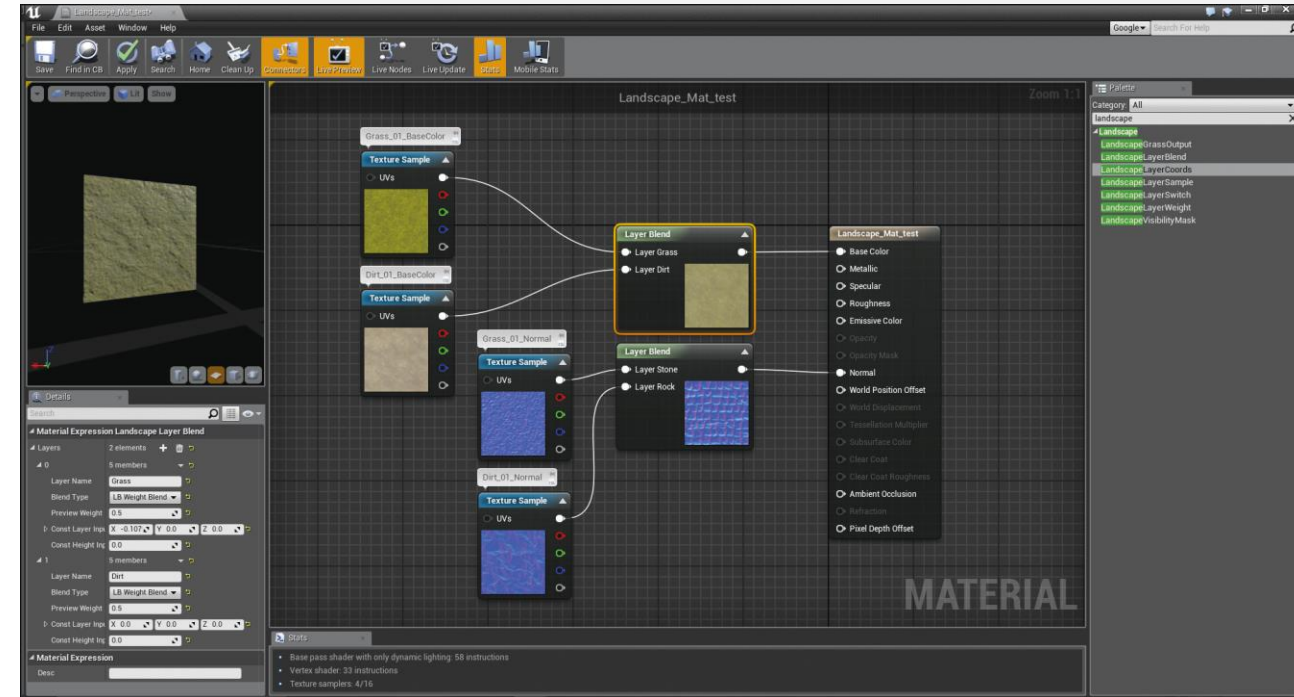 Landscape_Mat_test*
File Edit Asset Window Help
Google Search For Help
Save Find in CB Apply Search Home Clean Up Connectors Live Preview Live Nodes Live Update Stats Mobile Stats
Perspective Lit Show
Landscape_Mat_test
Zoom 1:1
Grass_01_BaseColor
Texture Sample
UVs
Dirt_01_BaseColor
Texture Sample
UVs
Grass_01_Normal
Texture Sample
UVs
Dirt_01_Normal
Texture Sample
UVs
Layer Blend
Layer Grass
Layer Dirt
Layer Blend
Layer Stone
Layer Rock
Landscape_Mat_test
Base Color
Metallic
Specular
Roughness
Emissive Color
Opacity
Opacity Mask
Normal
World Position Offset
World Displacement
Tessellation Multiplier
Subsurface Color
Clear Coat
Clear Coat Roughness
Ambient Occlusion
Refraction
Pixel Depth Offset
MATERIAL
Palette
Category: All
landscape
Landscape
LandscapeGrassOutput
LandscapeLayerBlend
LandscapeLayerCoords
LandscapeLayerSample
LandscapeLayerSwitch
LandscapeLayerWeight
LandscapeVisibilityMask
Details
Search
Material Expression Landscape Layer Blend
Layers 2 elements
0 5 members
Layer Name Grass
Blend Type LB Weight Blend
Preview Weight 0.5
Const Layer Inp X -0.107 Y 0.0 Z 0.0
Const Height Inp 0.0
1 5 members
Layer Name Dirt
Blend Type LB Weight Blend
Preview Weight 0.5
Const Layer Inp X 0.0 Y 0.0 Z 0.0
Const Height Inp 0.0
Material Expression
Desc
Stats
Base pass shader with only dynamic lighting: 58 instructions
Vertex shader: 33 instructions
Texture samplers: 4/16